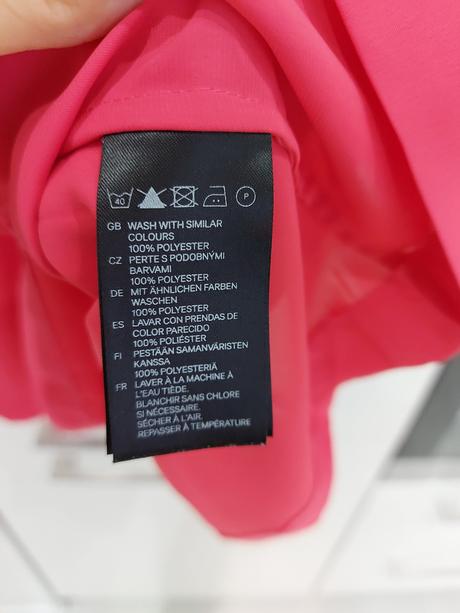 40 P
GB WASH WITH SIMILAR
COLOURS
100% POLYESTER
CZ PERTE S PODOBNÝMI
BARVAMI
100% POLYESTER
DE MIT ÄHNLICHEN FARBEN
WASCHEN
100% POLYESTER
ES LAVAR CON PRENDAS DE
COLOR PARECIDO
100% POLIÉSTER
FI PESTÄÄN SAMANVÄRISTEN
KANSSA
100% POLYESTERIÄ
FR LAVER À LA MACHINE À
L'EAU TIÈDE.
BLANCHIR SANS CHLORE
SI NÉCESSAIRE.
SÉCHER À L'AIR.
REPASSER À TEMPÉRATURE